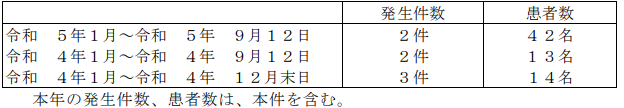 発生件数 患者数
令和 5年1月～令和 5年 9月12日 2件 42名
令和 4年1月～令和 4年 9月12日 2件 13名
令和 4年1月～令和 4年 12月末日 3件 14名
本年の発生件数、患者数は、本件を含む。